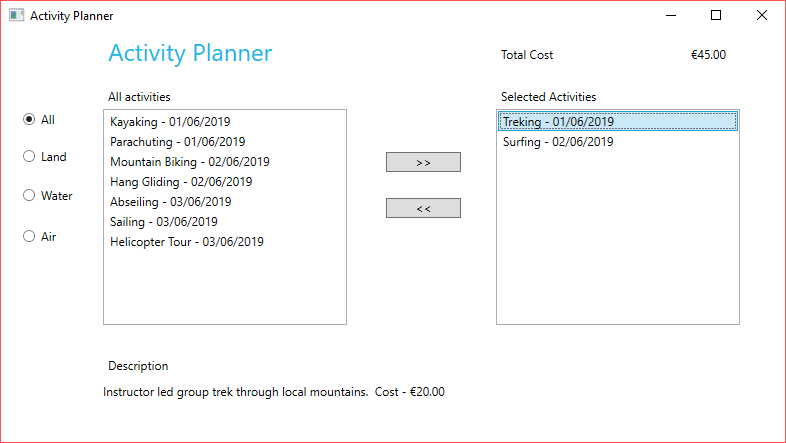 Activity Planner
Activity Planner
Total Cost €45.00
All activities
Selected Activities
All
Land
Water
Air
Kayaking - 01/06/2019
Parachuting - 01/06/2019
Mountain Biking - 02/06/2019
Hang Gliding - 02/06/2019
Abseiling - 03/06/2019
Sailing - 03/06/2019
Helicopter Tour - 03/06/2019
>>
<<
Treking - 01/06/2019
Surfing - 02/06/2019
Description
Instructor led group trek through local mountains.  Cost - €20.00